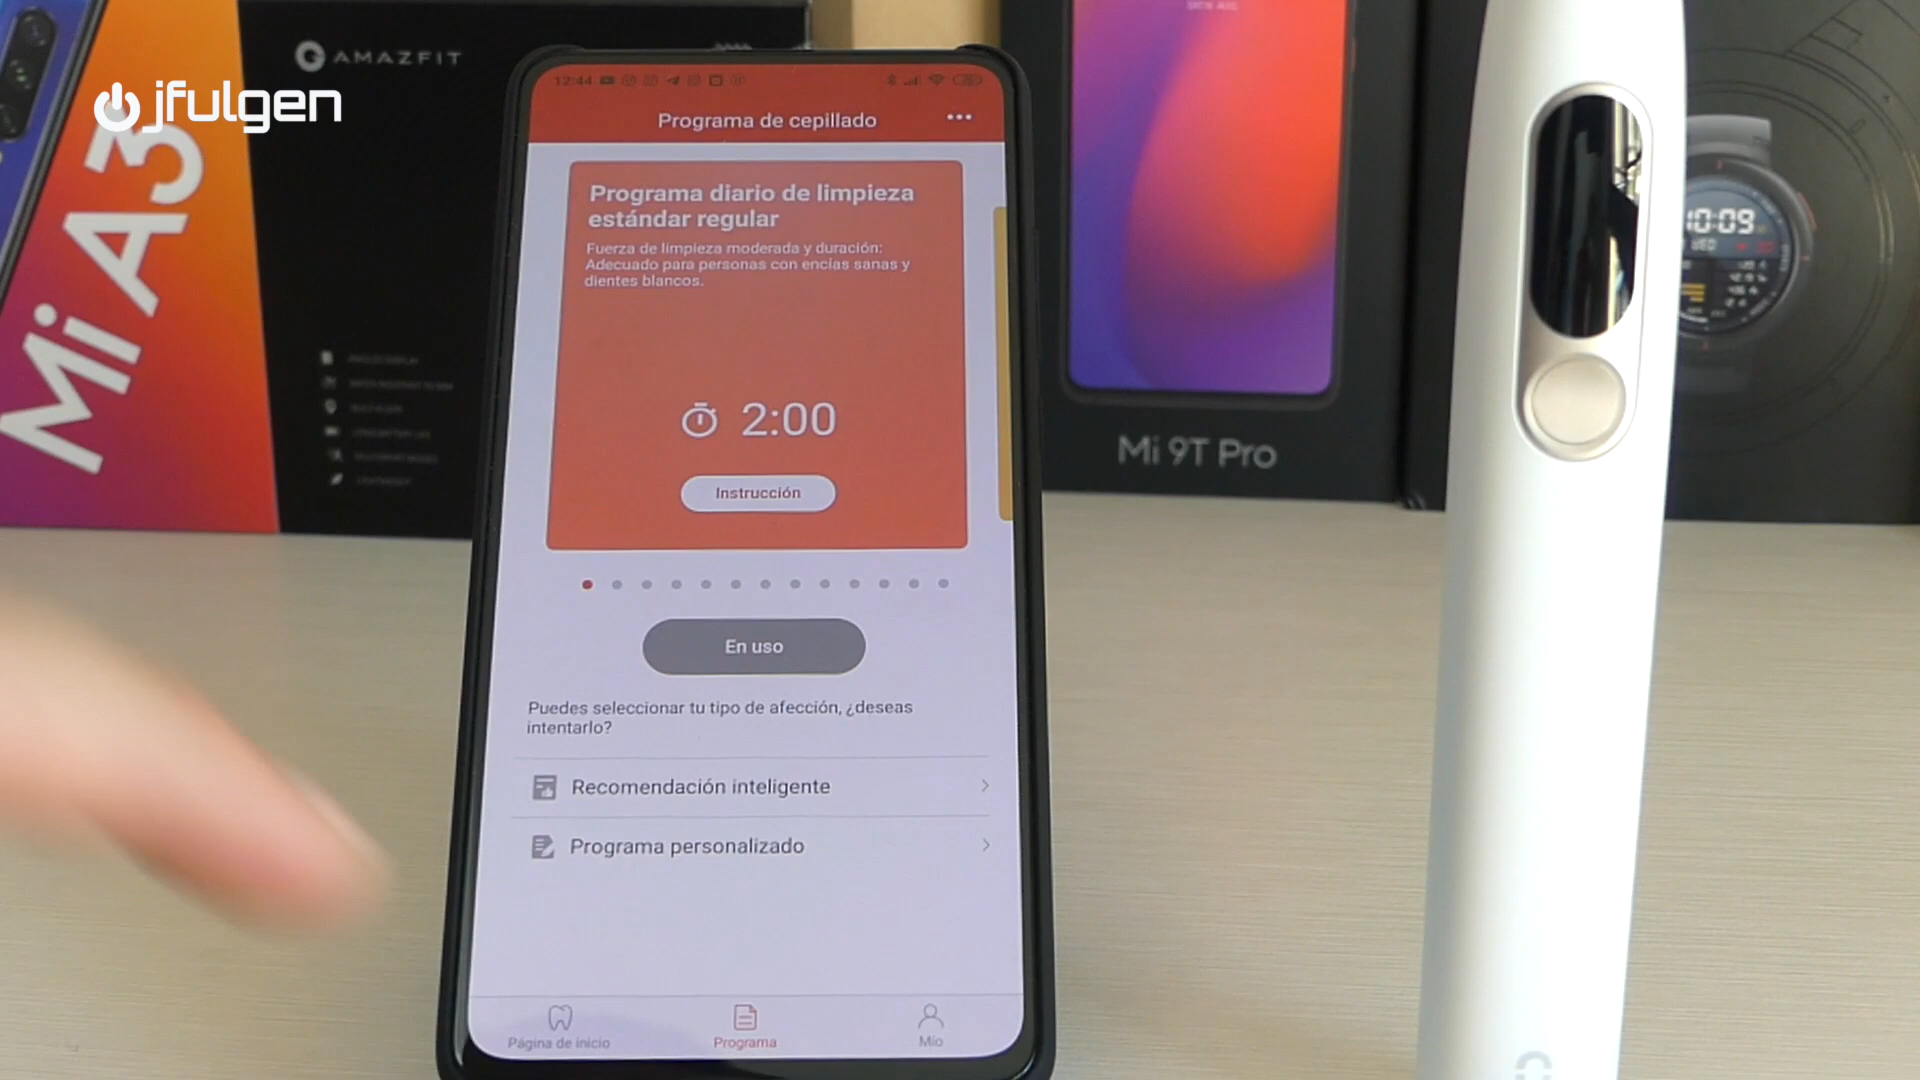 jfulgen
AMAZFIT
Mi A3
12:44
Programa de cepillado
Programa diario de limpieza
estándar regular
Fuerza de limpieza moderada y duración:
Adecuado para personas con encías sanas y
dientes blancos.
2:00
Instrucción
En uso
Puedes seleccionar tu tipo de afección, ¿deseas
intentarlo?
Recomendación inteligente
Programa personalizado
Página de inicio
Programa
Mío
Mi 9T Pro
10:09
WED